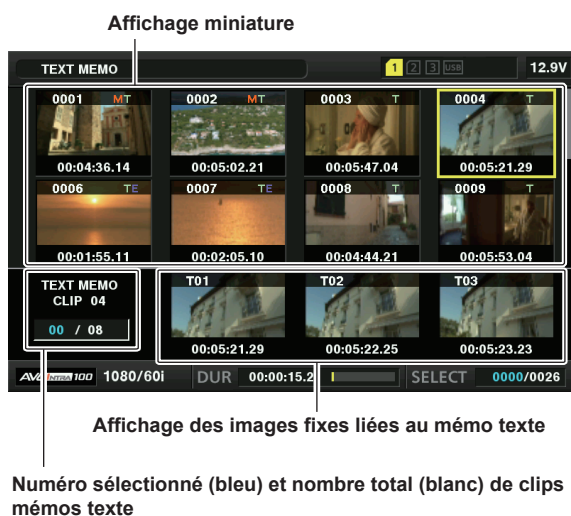 Affichage miniature
TEXT MEMO 1 2 3 USB 12.9V
0001 MT 0002 MT 0003 T 0004 T
00:04:36.14 00:05:02.21 00:05:47.04 00:05:21.29
0006 TE 0007 TE 0008 T 0009 T
00:01:55.11 00:02:05.10 00:04:44.21 00:05:53.04
TEXT MEMO T01 T02 T03
CLIP 04
00 / 08
00:05:21.29 00:05:22.25 00:05:23.23
AVC INTRA 100 1080/60i DUR 00:00:15.2 SELECT 0000/0026
Affichage des images fixes liées au mémo texte
Numéro sélectionné (bleu) et nombre total (blanc) de clips
mémos texte